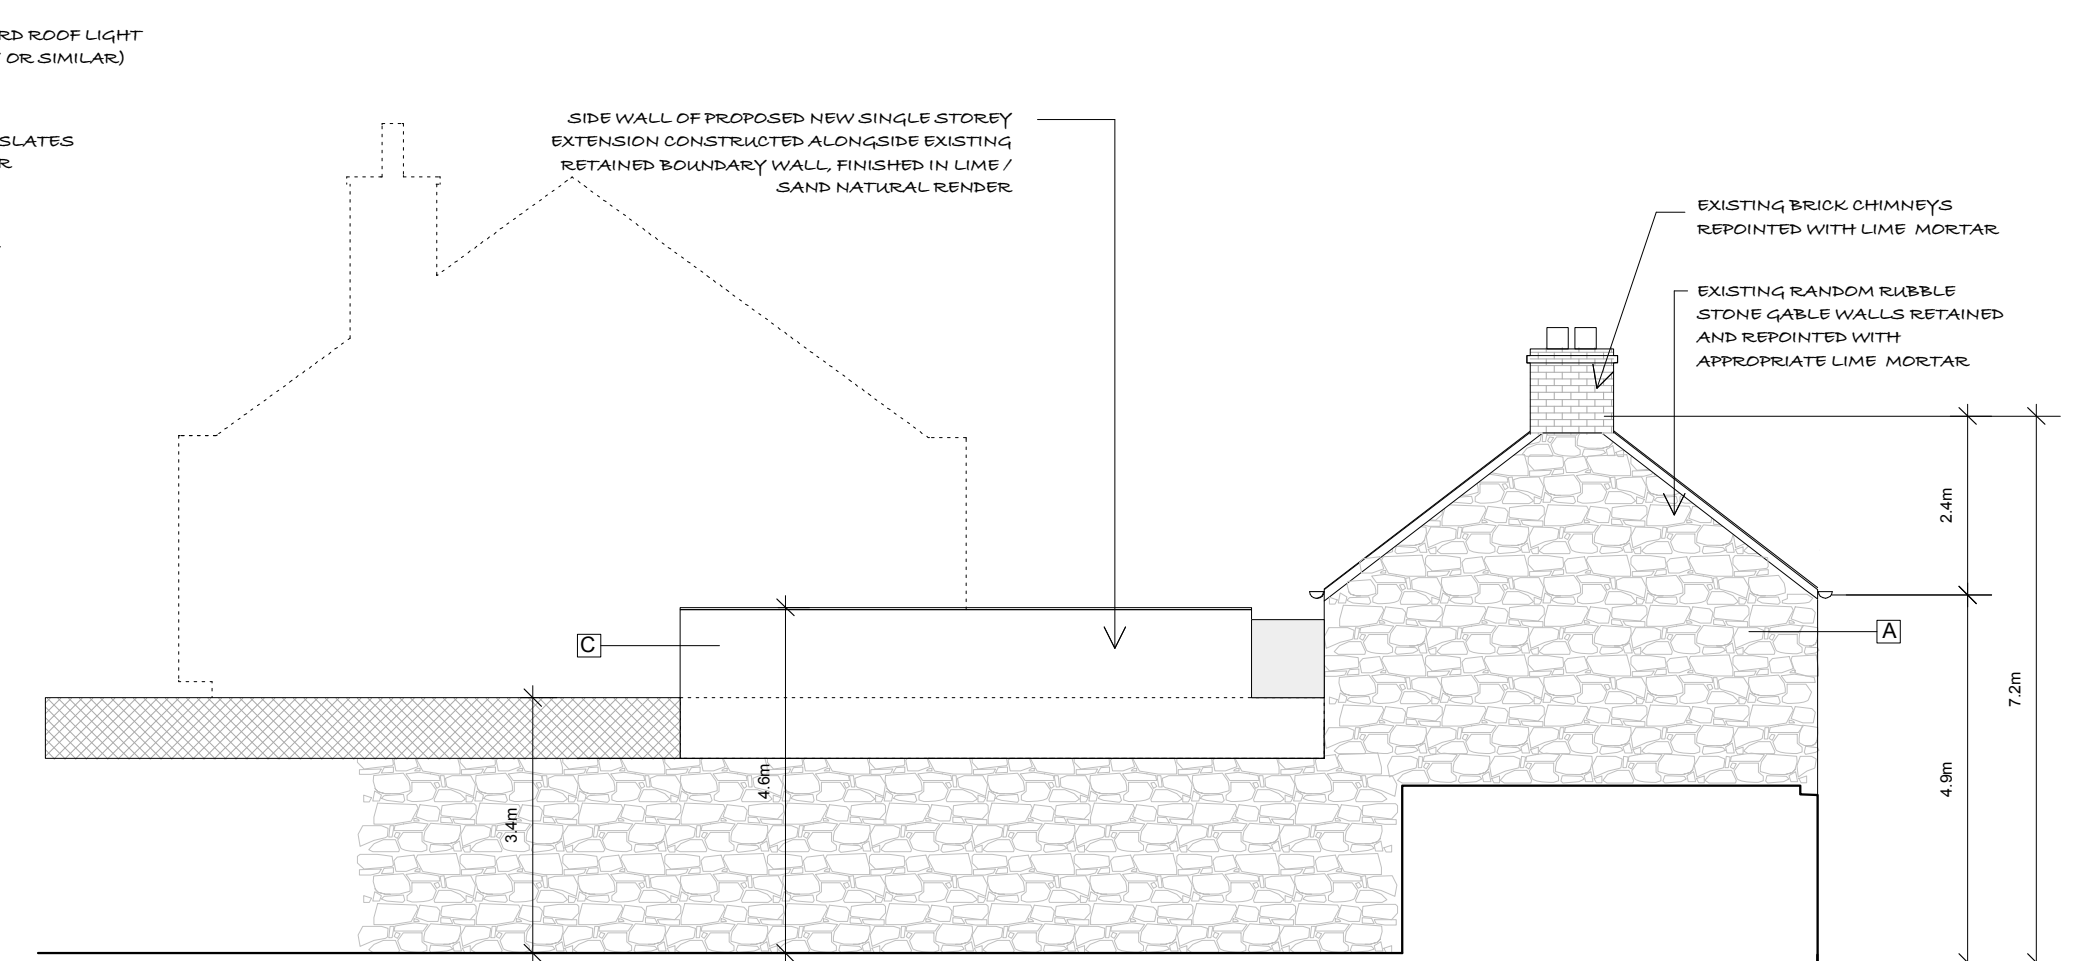 RD ROOF LIGHT
OR SIMILAR)
SLATES
R
SIDE WALL OF PROPOSED NEW SINGLE STOREY
EXTENSION CONSTRUCTED ALONGSIDE EXISTING
RETAINED BOUNDARY WALL, FINISHED IN LIME /
SAND NATURAL RENDER
EXISTING BRICK CHIMNEYS
REPOINTED WITH LIME MORTAR
EXISTING RANDOM RUBBLE
STONE GABLE WALLS RETAINED
AND REPOINTED WITH
APPROPRIATE LIME MORTAR
2.4m
C
A
7.2m
4.6m
4.9m
3.4m